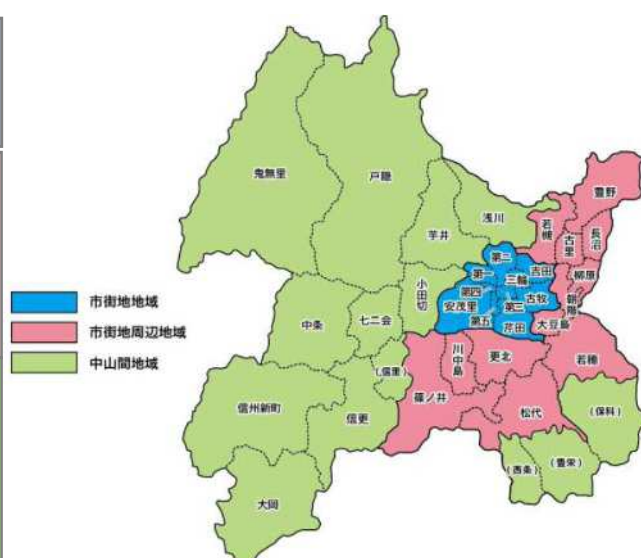 市街地地域
市街地周辺地域
中山間地域
鬼無里
戸隠
芋井
浅川
小田切
中条
七二会
(信重)
信州新町
信更
大岡
豊野
若槻
古里
長沼
柳原
朝陽
大豆島
若穂
(保科)
第二
第一
三輪
吉田
第四
第三
古牧
安茂里
第五
芹田
川中島
更北
篠ノ井
松代
(西条)
(豊栄)